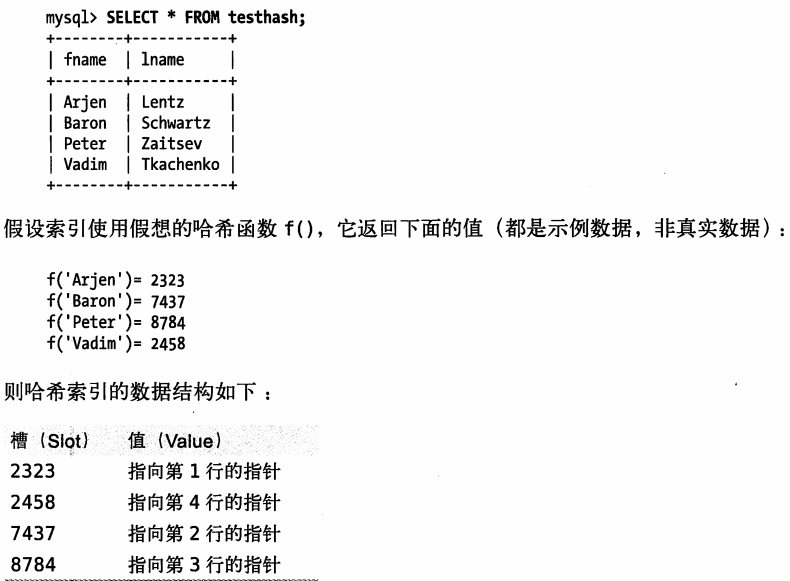 mysql> SELECT * FROM testhash;
+--------+-----------+
| fname | lname |
+--------+-----------+
| Arjen | Lentz |
| Baron | Schwartz |
| Peter | Zaitsev |
| Vadim | Tkachenko |
+--------+-----------+
假设索引使用假想的哈希函数 f()，它返回下面的值（都是示例数据，非真实数据）：
f('Arjen')= 2323
f('Baron')= 7437
f('Peter')= 8784
f('Vadim')= 2458
则哈希索引的数据结构如下：
槽（Slot） 值（Value）
2323 指向第 1 行的指针
2458 指向第 4 行的指针
7437 指向第 2 行的指针
8784 指向第 3 行的指针